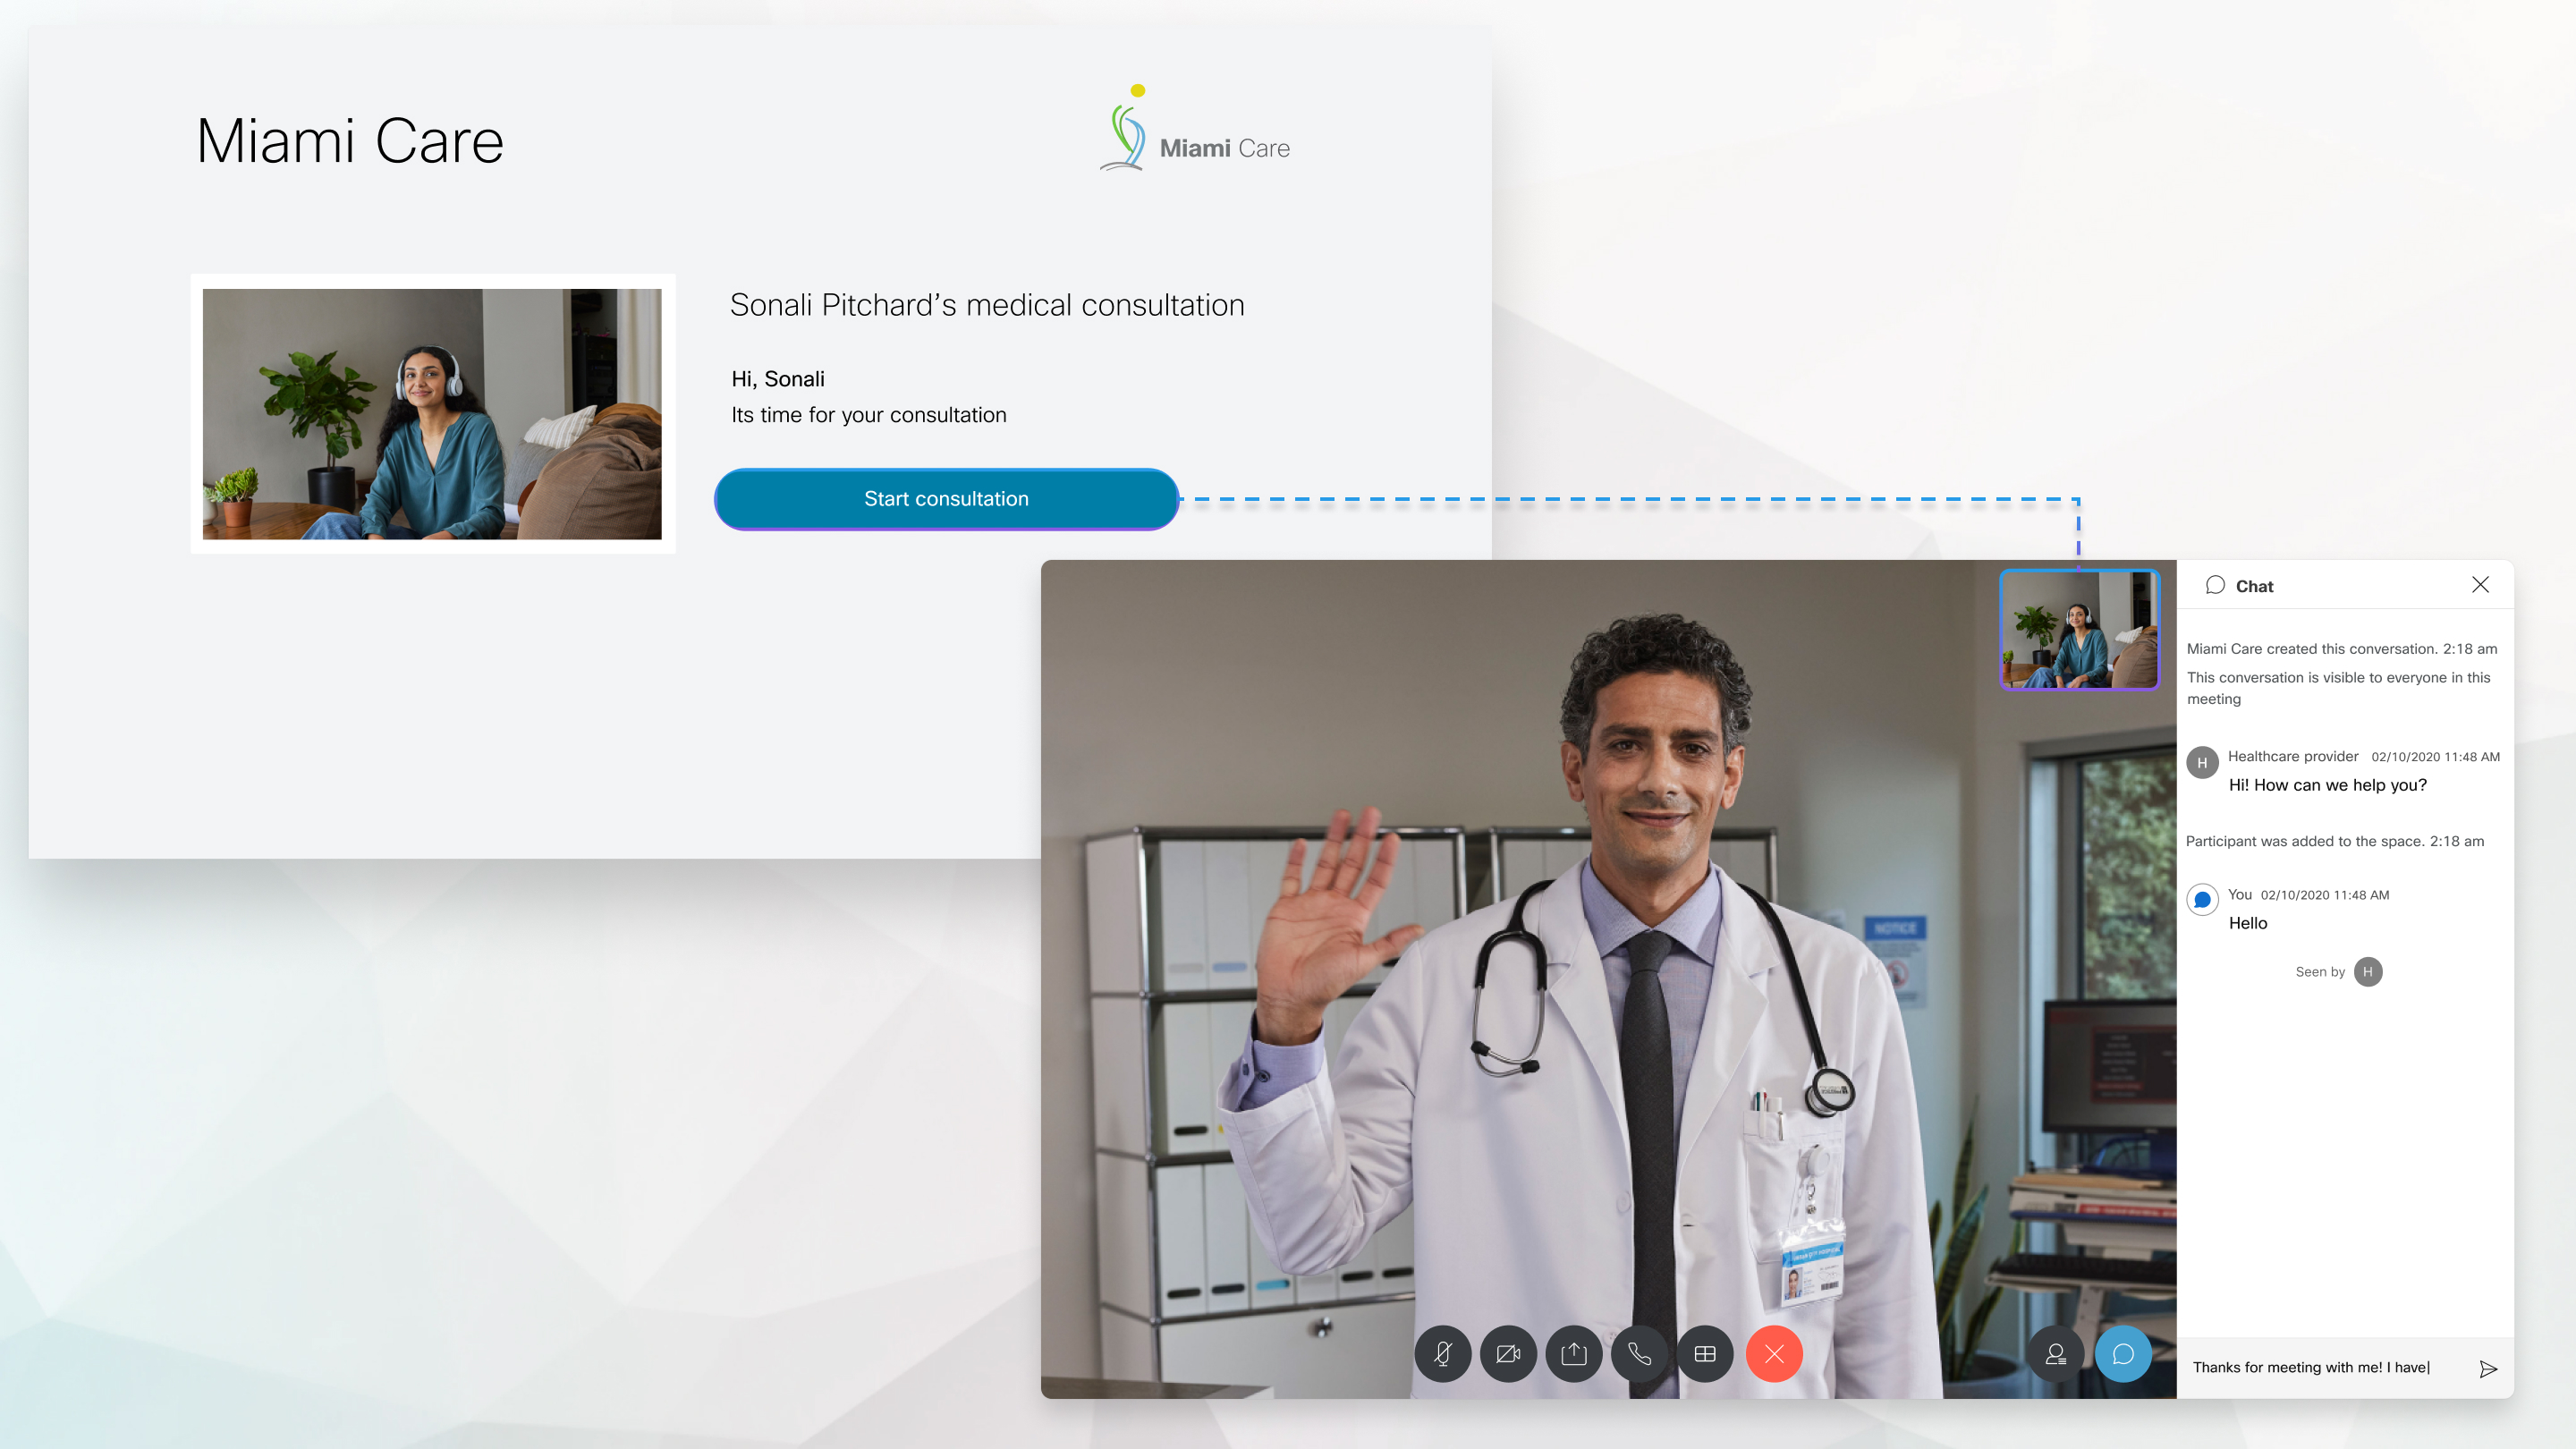 Miami Care
Miami Care
Sonali Pitchard’s medical consultation
Hi, Sonali
Its time for your consultation
Start consultation
Chat
Miami Care created this conversation. 2:18 am
This conversation is visible to everyone in this
meeting
H
Healthcare provider 02/10/2020 11:48 AM
Hi! How can we help you?
Participant was added to the space. 2:18 am
You 02/10/2020 11:48 AM
Hello
Seen by H
NOTICE
Thanks for meeting with me! I have